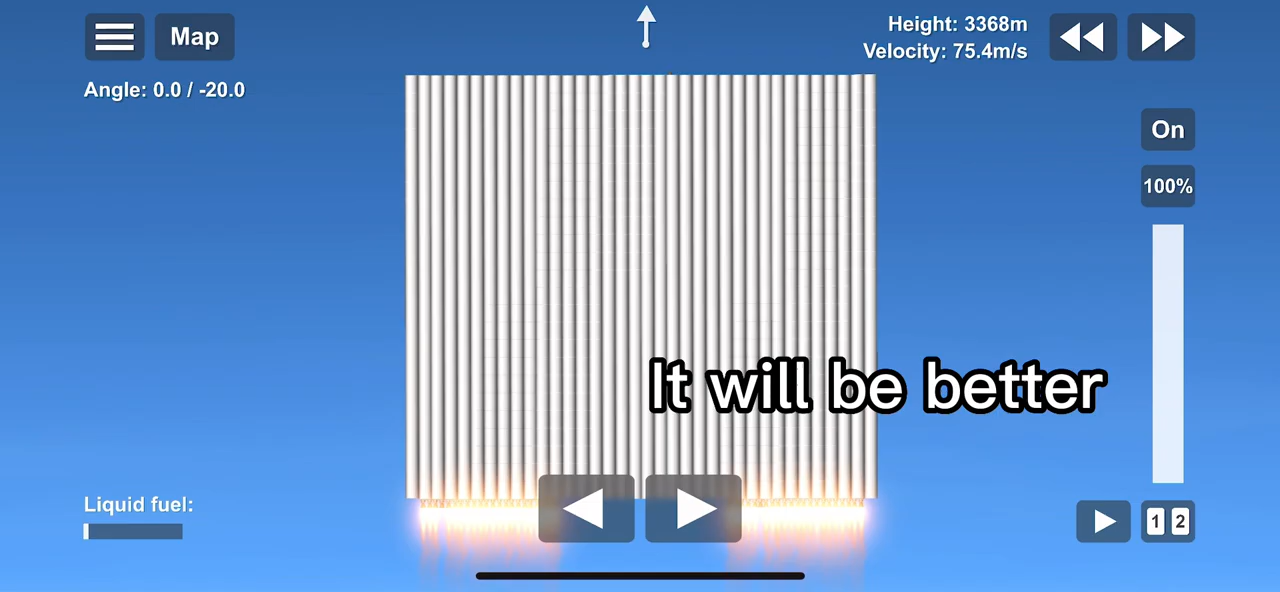 Map
Height: 3368m
Velocity: 75.4m/s
Angle: 0.0 / -20.0
On
100%
It will be better
Liquid fuel:
1 2